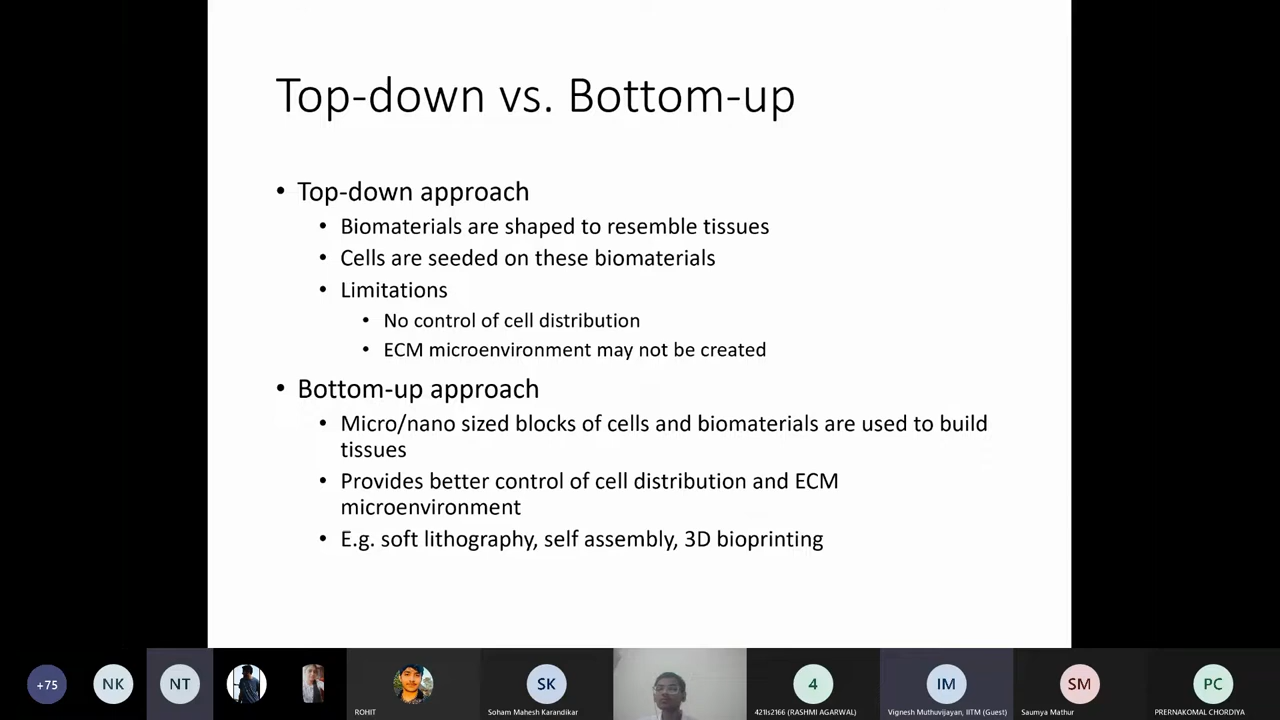 Top-down vs. Bottom-up
• Top-down approach
• Biomaterials are shaped to resemble tissues
• Cells are seeded on these biomaterials
• Limitations
• No control of cell distribution
• ECM microenvironment may not be created
• Bottom-up approach
• Micro/nano sized blocks of cells and biomaterials are used to build
tissues
• Provides better control of cell distribution and ECM
microenvironment
• E.g. soft lithography, self assembly, 3D bioprinting
+75
NK
NT
ROHIT
SK
Soham Mahesh Karandikar
4
421ls2166 (RASHMI AGARWAL)
IM
Vignesh Muthuvijayan, IITM (Guest)
SM
Saumya Mathur
PC
PRERNAKOMAL CHORDIYA